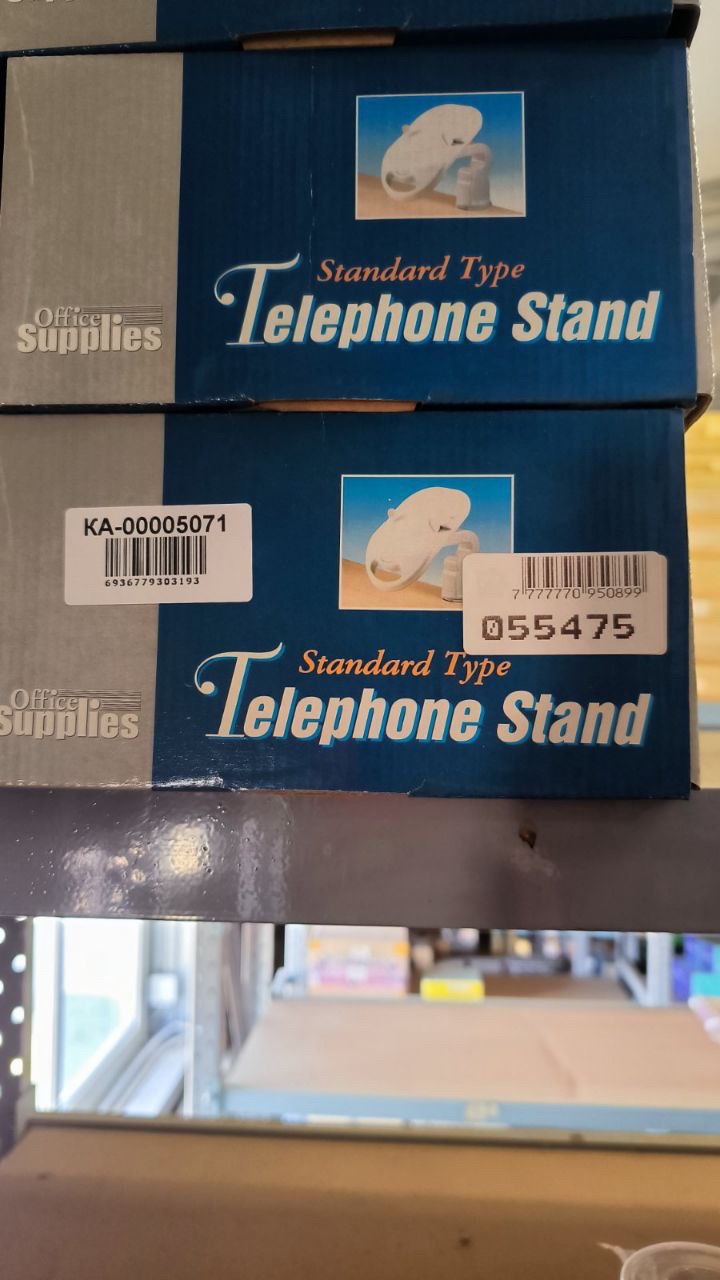 Standard Type
Telephone Stand
Office
Supplies
KA-00005071
6936779303193
7 777770 950899
055475
Standard Type
Telephone Stand
Office
Supplies